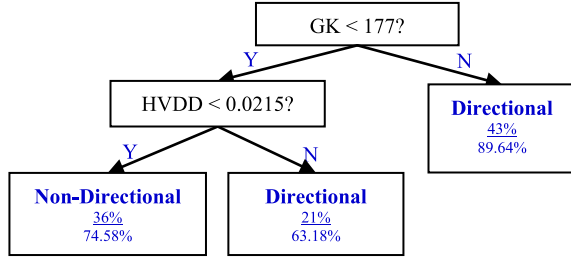 GK < 177?
Y
N
HVDD < 0.0215?
Directional
43%
89.64%
Y
N
Non-Directional
36%
74.58%
Directional
21%
63.18%